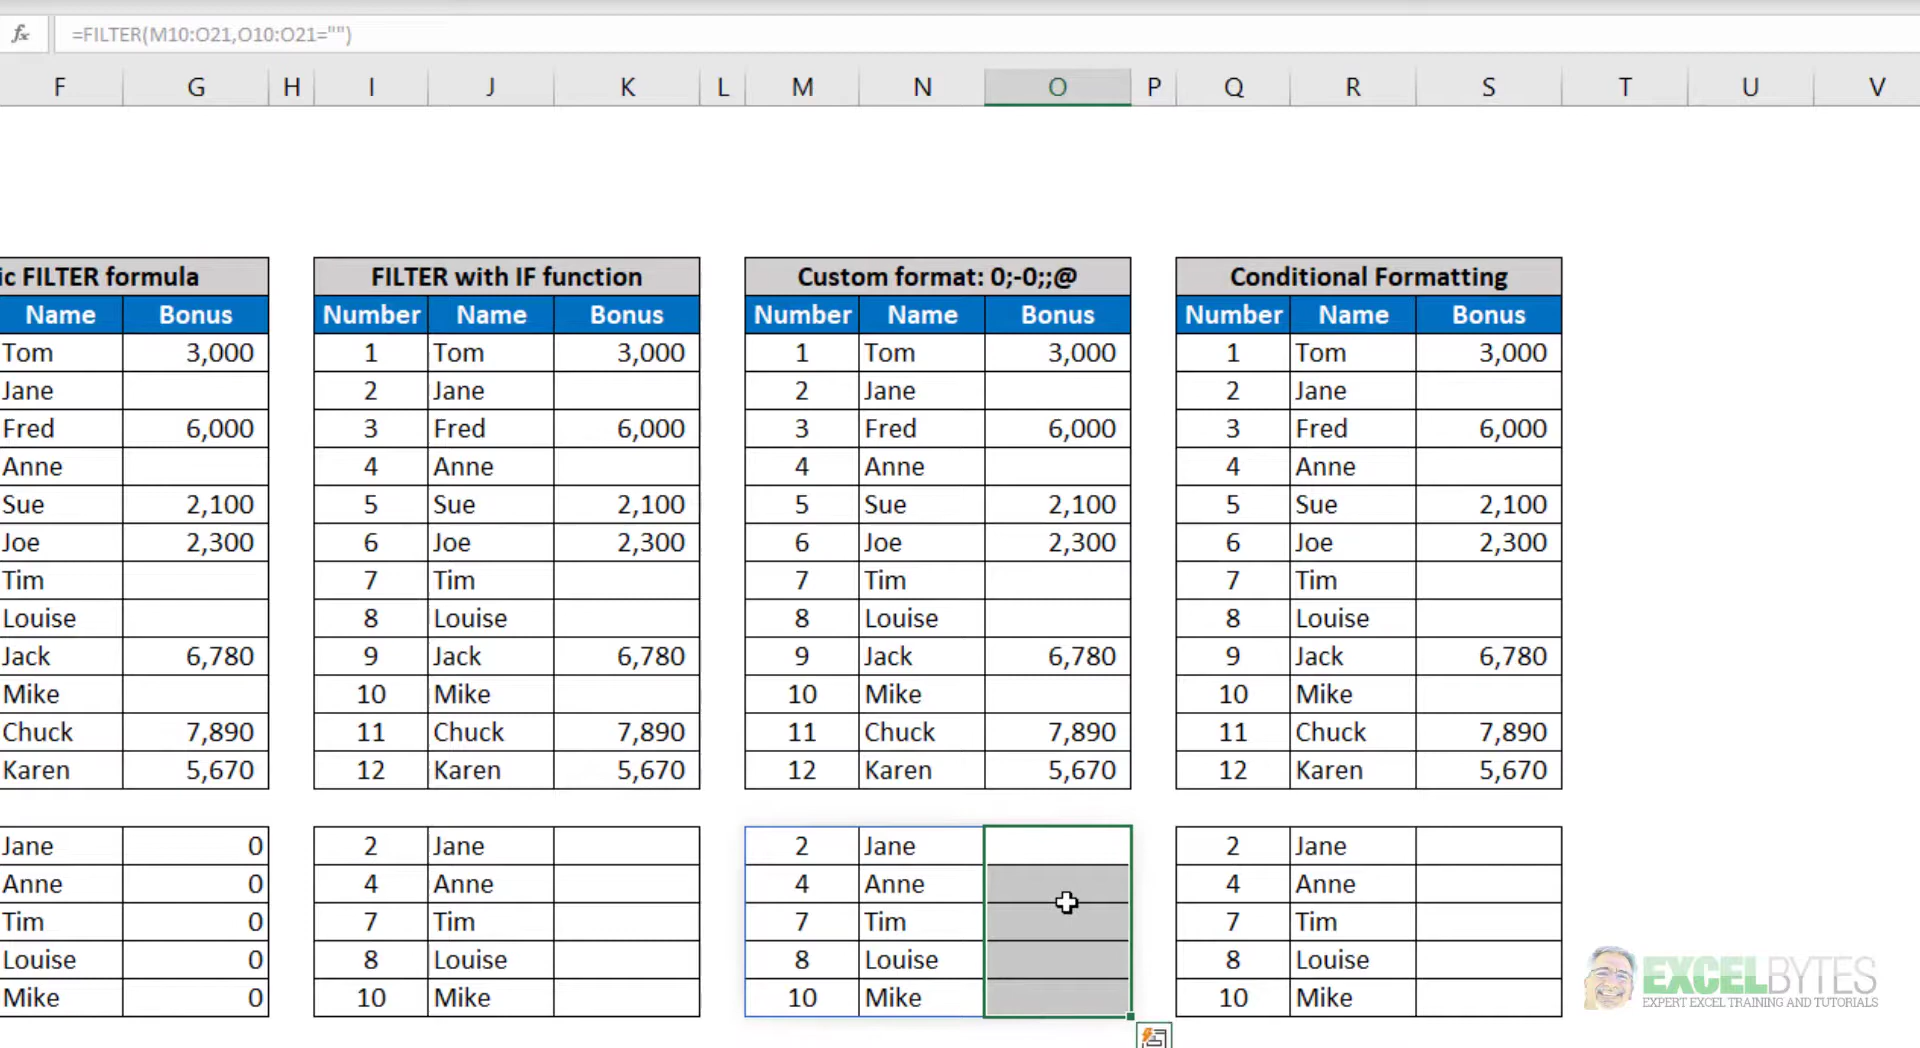 fx =FILTER(M10:O21,O10:O21="")
F G H I J K L M N O P Q R S T U V
ic FILTER formula FILTER with IF function Custom format: 0;-0;;@ Conditional Formatting
Name Bonus Number Name Bonus Number Name Bonus Number Name Bonus
Tom 3,000 1 Tom 3,000 1 Tom 3,000 1 Tom 3,000
Jane 2 Jane 2 Jane 2 Jane
Fred 6,000 3 Fred 6,000 3 Fred 6,000 3 Fred 6,000
Anne 4 Anne 4 Anne 4 Anne
Sue 2,100 5 Sue 2,100 5 Sue 2,100 5 Sue 2,100
Joe 2,300 6 Joe 2,300 6 Joe 2,300 6 Joe 2,300
Tim 7 Tim 7 Tim 7 Tim
Louise 8 Louise 8 Louise 8 Louise
Jack 6,780 9 Jack 6,780 9 Jack 6,780 9 Jack 6,780
Mike 10 Mike 10 Mike 10 Mike
Chuck 7,890 11 Chuck 7,890 11 Chuck 7,890 11 Chuck 7,890
Karen 5,670 12 Karen 5,670 12 Karen 5,670 12 Karen 5,670
Jane 0 2 Jane 2 Jane 2 Jane
Anne 0 4 Anne 4 Anne 4 Anne
Tim 0 7 Tim 7 Tim 7 Tim
Louise 0 8 Louise 8 Louise 8 Louise
Mike 0 10 Mike 10 Mike 10 Mike
EXCELBYTES
EXPERT EXCEL TRAINING AND TUTORIALS